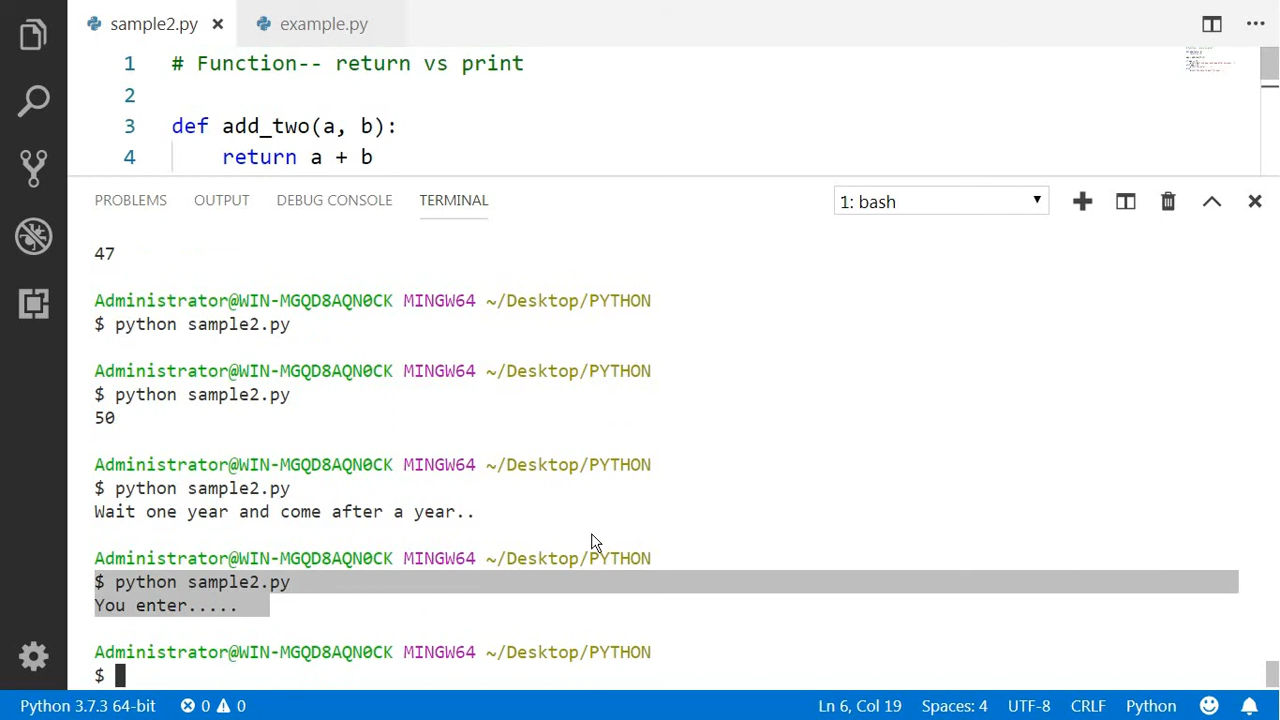 sample2.py
example.py
1 # Function-- return vs print
2
3 def add_two(a, b):
4 return a + b
PROBLEMS OUTPUT DEBUG CONSOLE TERMINAL 1: bash
47
Administrator@WIN-MGQD8AQN0CK MINGW64 ~/Desktop/PYTHON
$ python sample2.py
Administrator@WIN-MGQD8AQN0CK MINGW64 ~/Desktop/PYTHON
$ python sample2.py
50
Administrator@WIN-MGQD8AQN0CK MINGW64 ~/Desktop/PYTHON
$ python sample2.py
Wait one year and come after a year..
Administrator@WIN-MGQD8AQN0CK MINGW64 ~/Desktop/PYTHON
$ python sample2.py
You enter.....
Administrator@WIN-MGQD8AQN0CK MINGW64 ~/Desktop/PYTHON
$
Python 3.7.3 64-bit 0 0 Ln 6, Col 19 Spaces: 4 UTF-8 CRLF Python